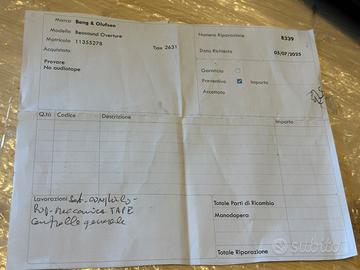 Marca Bang & Olufsen
Modello Beosound Ouverture
Matricola 11355278 Type 2631
Acquistato
Provare
No audiotape
Numero Riparazione 8339
Data Richiesta 03/07/2025
Garanzia
Preventivo Importo
Accettato
Q.tà Codice Descrizione Importo
Lavorazioni
Rip. Meccanica TAPE
Controllo generale
Totale Parti di Ricambio
Manodopera
Totale Riparazione
subito